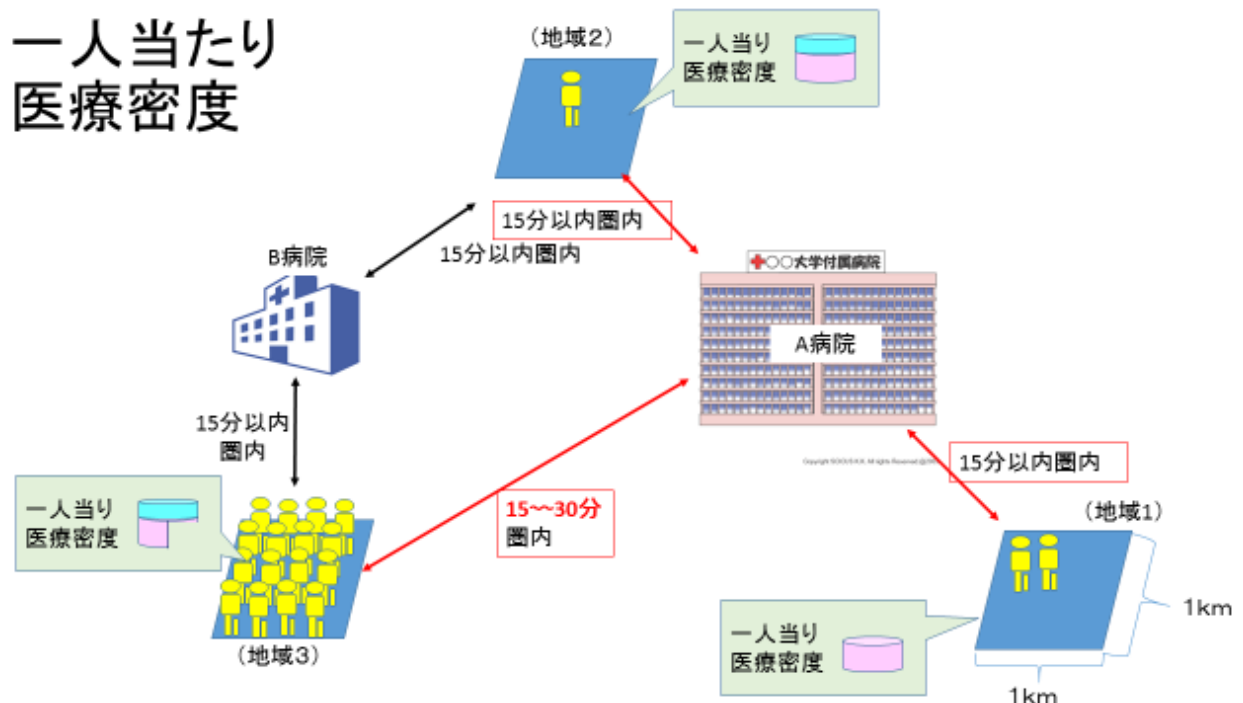 一人当たり
医療密度
(地域2)
一人当り
医療密度
15分以内圏内
15分以内圏内
B病院
○○大学付属病院
A病院
15分以内
圏内
15~~30分
圏内
15分以内圏内
一人当り
医療密度
(地域3)
(地域1)
一人当り
医療密度
1km
1km